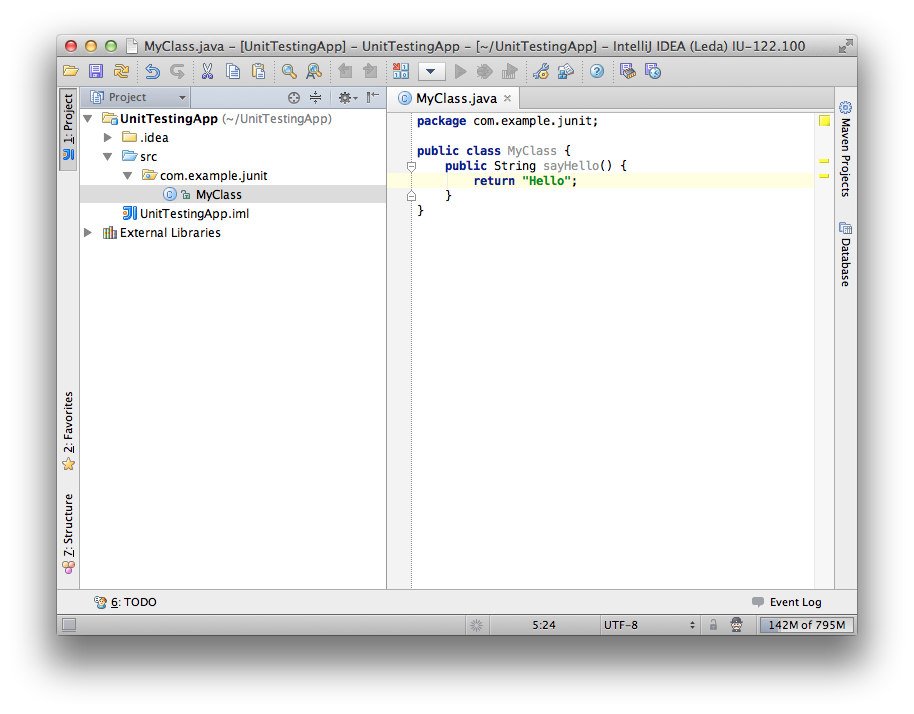 MyClass.java – [UnitTestingApp] – UnitTestingApp – [~/UnitTestingApp] – IntelliJ IDEA (Leda) IU-122.100
1: Project
2: Favorites
7: Structure
Project
UnitTestingApp (~/UnitTestingApp)
.idea
src
com.example.junit
MyClass
UnitTestingApp.iml
External Libraries
MyClass.java
package com.example.junit;
public class MyClass {
public String sayHello() {
return "Hello";
}
}
Maven Projects
Database
6: TODO
Event Log
5:24
UTF-8
142M of 795M